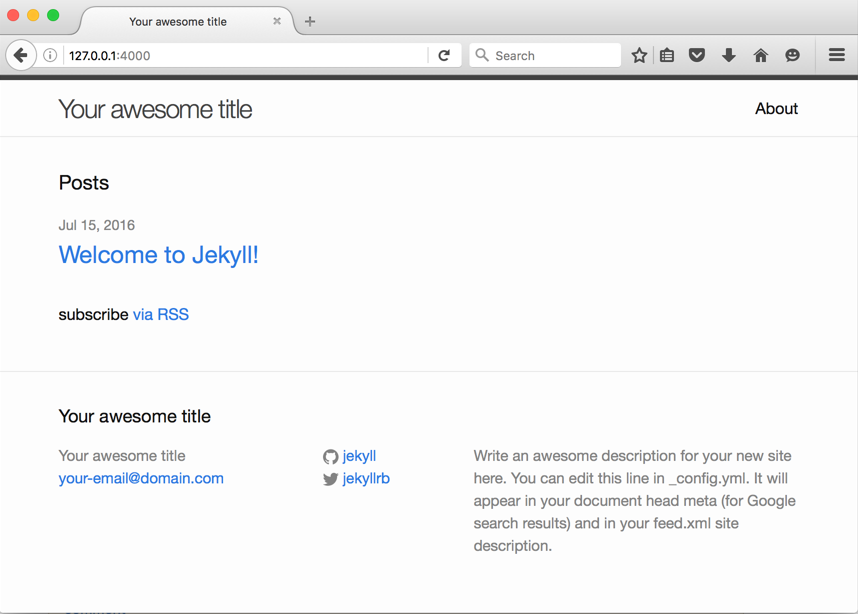 Your awesome title
127.0.0.1:4000
Search
Your awesome title
About
Posts
Jul 15, 2016
Welcome to Jekyll!
subscribe via RSS
Your awesome title
Your awesome title
your-email@domain.com
jekyll
jekyllrb
Write an awesome description for your new site
here. You can edit this line in _config.yml. It will
appear in your document head meta (for Google
search results) and in your feed.xml site
description.